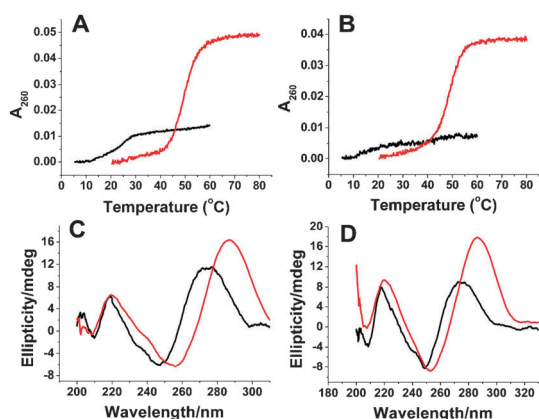 A
B
0.05
0.04
0.03
0.02
0.01
0.00
A260
0 10 20 30 40 50 60 70 80
Temperature (°C)
0.04
0.03
0.02
0.01
0.00
A260
0 10 20 30 40 50 60 70 80
Temperature (°C)
C
D
16
12
8
4
0
-4
-8
Ellipticity/mdeg
200 220 240 260 280 300
Wavelength/nm
20
16
12
8
4
0
-4
-8
Ellipticity/mdeg
180 200 220 240 260 280 300 320
Wavelength/nm